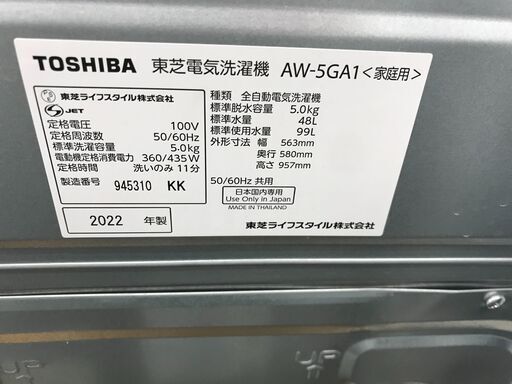 TOSHIBA 東芝電気洗濯機 AW-5GA1<家庭用>
東芝ライフスタイル株式会社
JET
定格電圧 100V
定格周波数 50/60Hz
標準洗濯容量 5.0kg
電動機定格消費電力 360/435W
定格時間 洗いのみ 11分
製造番号 945310 KK
2022 年製
種類 全自動電気洗濯機
標準脱水容量 5.0kg
標準水量 48L
標準使用水量 99L
外形寸法 幅 563mm
奥行 580mm
高さ 957mm
50/60Hz 共用
日本国内専用
Use Only in Japan
MADE IN THAILAND
東芝ライフスタイル株式会社
UP
UP